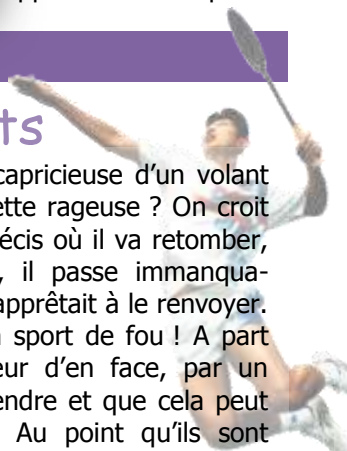 ts
capricieuse d'un volant
ette rageuse ? On croit
écis où il va retomber,
, il passe immanqua-
apprêtait à le renvoyer.
sport de fou ! A part
eur d'en face, par un
endre et que cela peut
Au point qu'ils sont